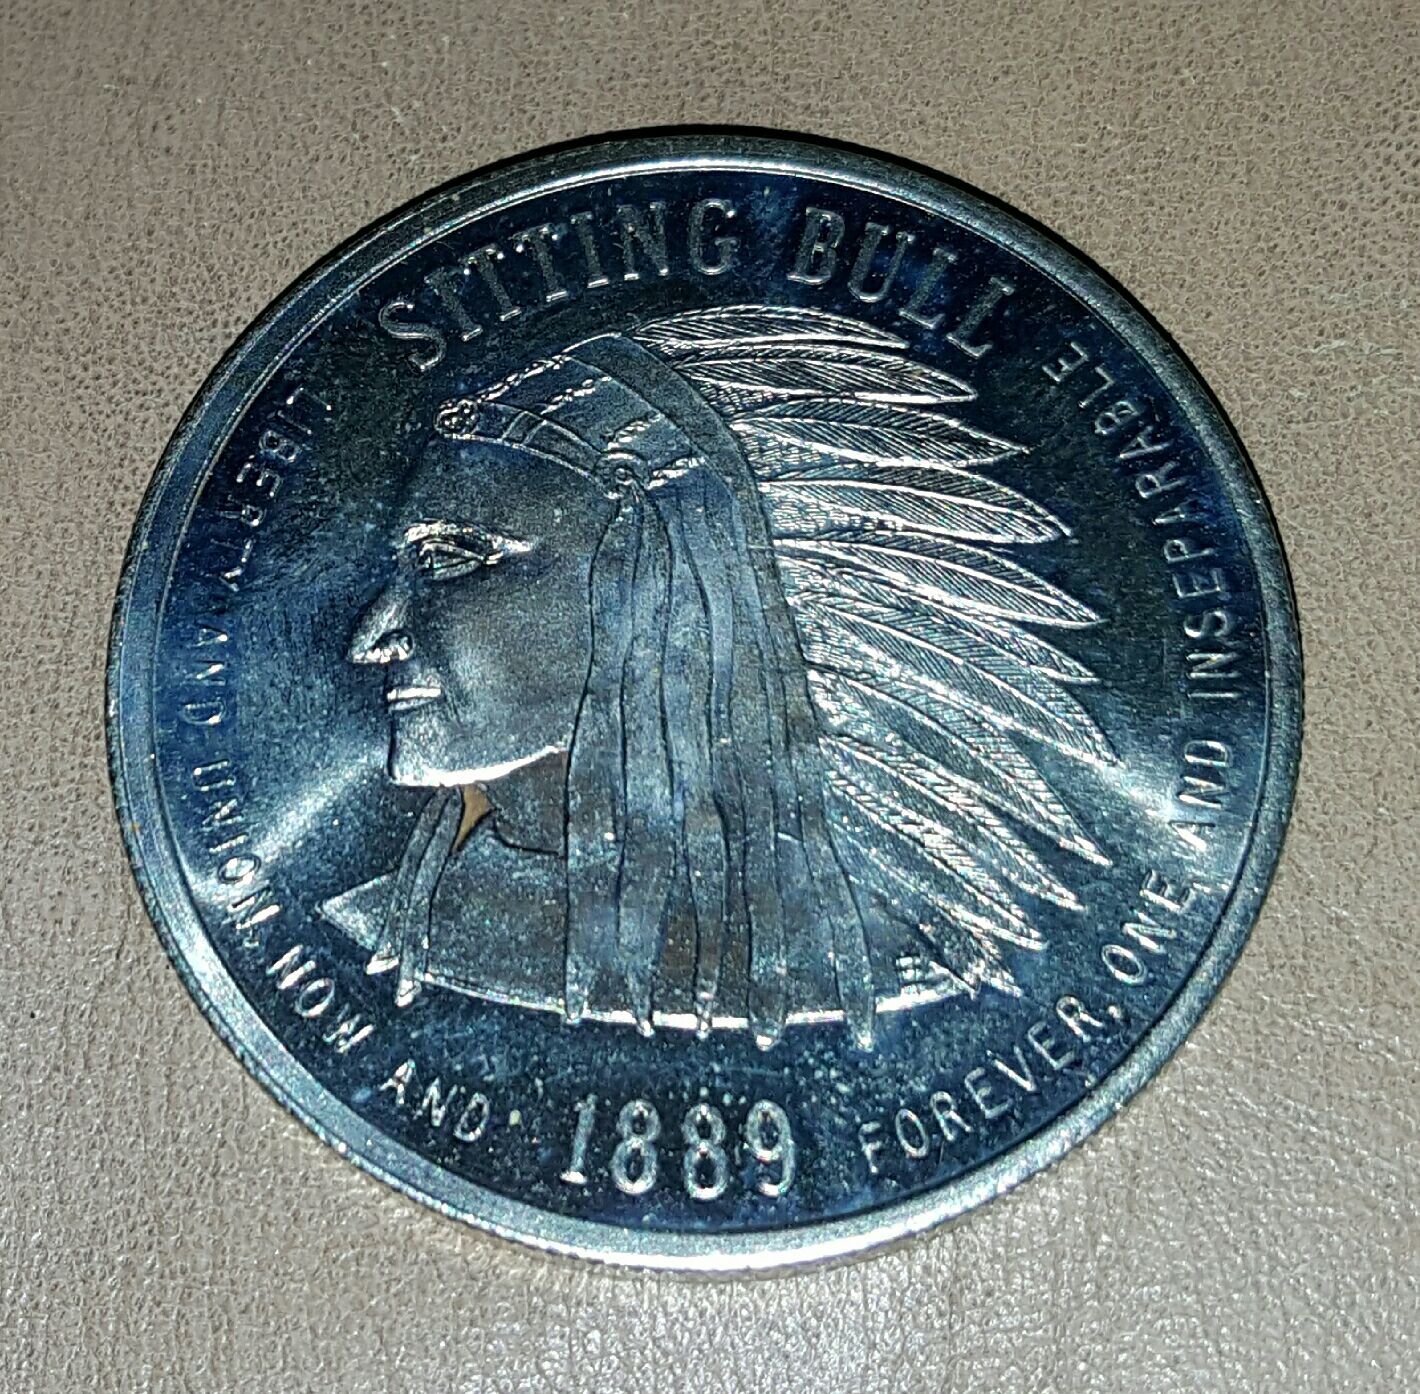 SITTING BULL
LIBERTY AND UNION, NOW AND FOREVER, ONE AND INSEPARABLE
1889